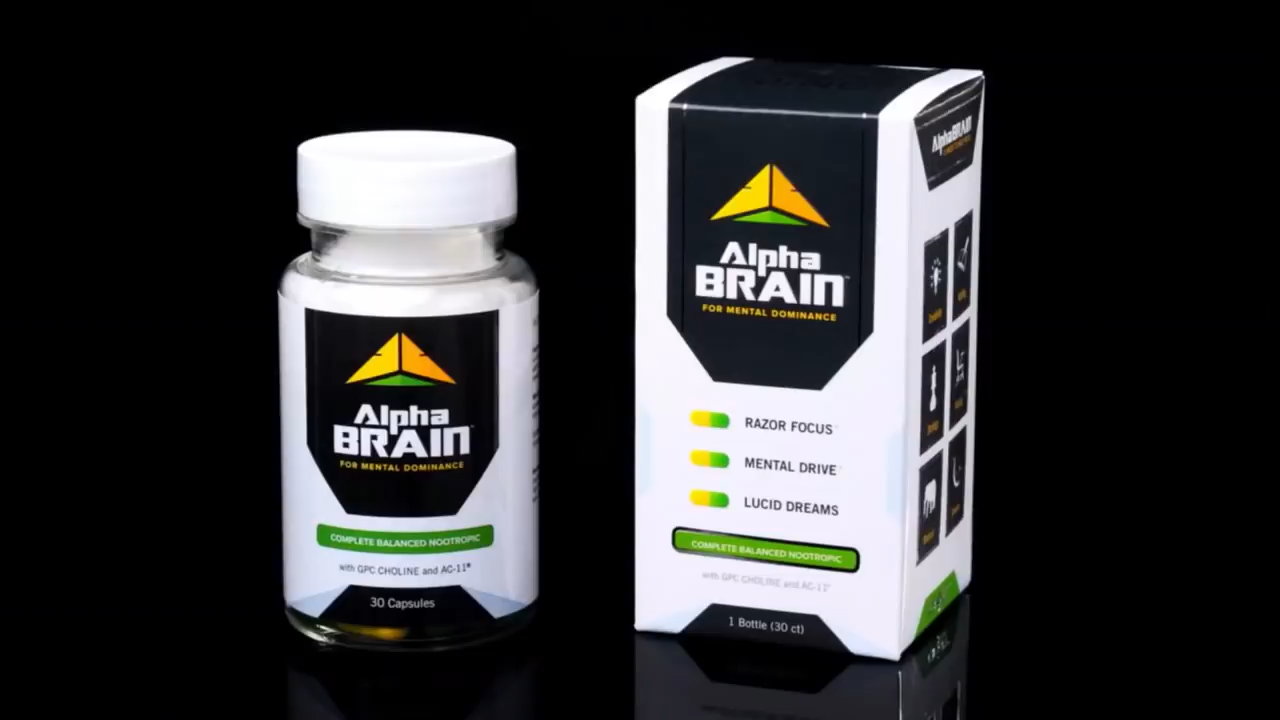 Alpha
BRAIN
FOR MENTAL DOMINANCE
COMPLETE BALANCED NOOTROPIC
with GPC CHOLINE and AC-11®
30 Capsules
Alpha
BRAIN™
FOR MENTAL DOMINANCE
RAZOR FOCUS
MENTAL DRIVE
LUCID DREAMS
COMPLETE BALANCED NOOTROPIC
with GPC CHOLINE and AC-11®
1 Bottle (30 ct)
AlphaBRAIN